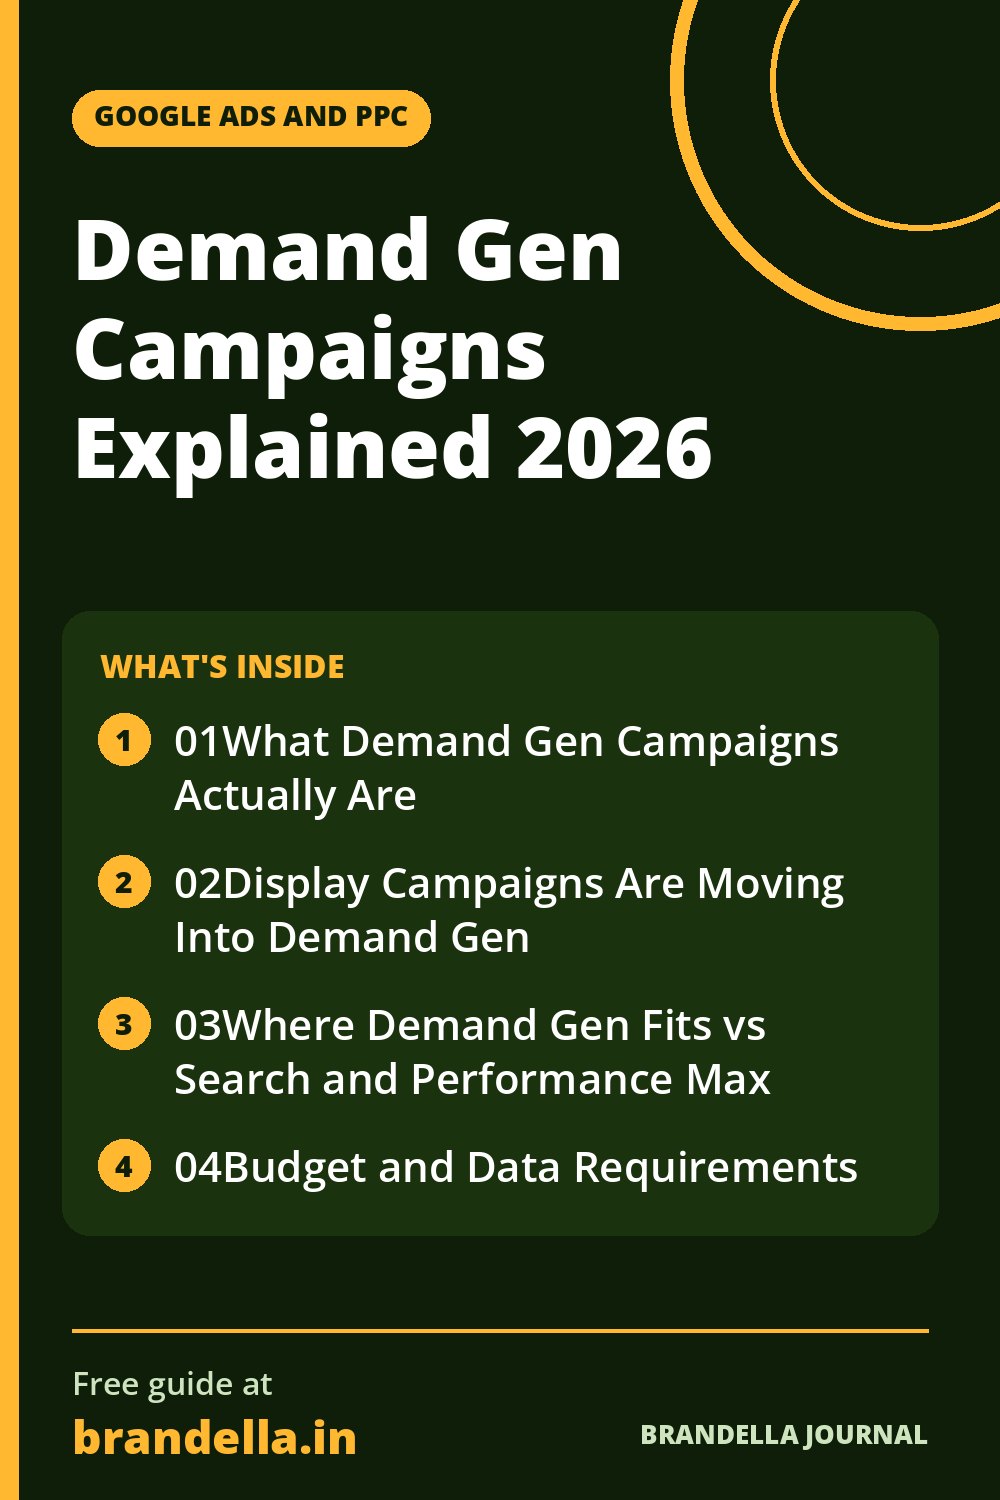 GOOGLE ADS AND PPC
Demand Gen
Campaigns
Explained 2026
WHAT'S INSIDE
1 01What Demand Gen Campaigns
Actually Are
2 02Display Campaigns Are Moving
Into Demand Gen
3 03Where Demand Gen Fits vs
Search and Performance Max
4 04Budget and Data Requirements
Free guide at
brandella.in
BRANDELLA JOURNAL